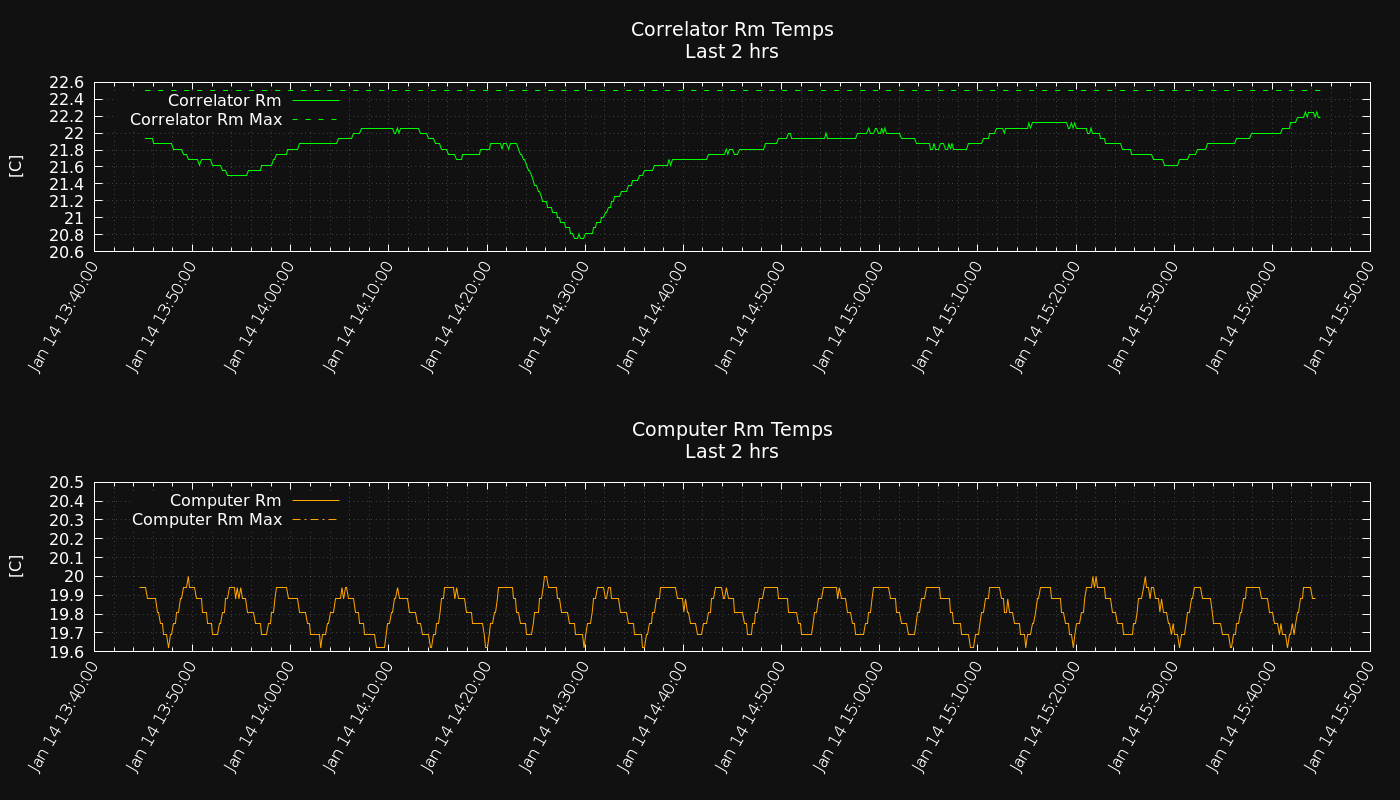 Correlator Rm Temps
Last 2 hrs
22.6
22.4
22.2
22
21.8
21.6
21.4
21.2
21
20.8
20.6
[C]
Correlator Rm
Correlator Rm Max
Jan 14 13:40:00
Jan 14 13:50:00
Jan 14 14:00:00
Jan 14 14:10:00
Jan 14 14:20:00
Jan 14 14:30:00
Jan 14 14:40:00
Jan 14 14:50:00
Jan 14 15:00:00
Jan 14 15:10:00
Jan 14 15:20:00
Jan 14 15:30:00
Jan 14 15:40:00
Jan 14 15:50:00
Computer Rm Temps
Last 2 hrs
20.5
20.4
20.3
20.2
20.1
20
19.9
19.8
19.7
19.6
[C]
Computer Rm
Computer Rm Max
Jan 14 13:40:00
Jan 14 13:50:00
Jan 14 14:00:00
Jan 14 14:10:00
Jan 14 14:20:00
Jan 14 14:30:00
Jan 14 14:40:00
Jan 14 14:50:00
Jan 14 15:00:00
Jan 14 15:10:00
Jan 14 15:20:00
Jan 14 15:30:00
Jan 14 15:40:00
Jan 14 15:50:00